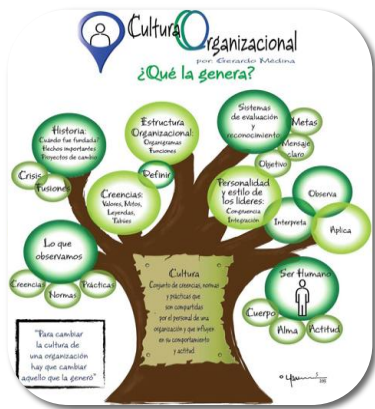 Cultura Organizacional
por: Gerardo Medina
¿Qué la genera?
Historia:
Cuando fue fundada
Hechos importantes
Proyectos de cambio
Crisis
Fusiones
Estructura
Organizacional:
Organigramas
Funciones
Definir
Creencias:
Valores, Mitos,
Leyendas,
Tabúes
Sistemas
de evaluación
y
reconocimiento
Metas
Mensaje
claro
Objetivo
Personalidad
y estilo de
los líderes:
Congruencia
Integración
Observa
Interpreta
Aplica
Lo que
observamos
Creencias
Normas
Prácticas
Ser Humano
Cuerpo
Alma
Actitud
Cultura
Conjunto de creencias, normas
y prácticas que
son compartidas
por el personal de una
organización y que influyen
en su comportamiento
y actitud.
"Para cambiar
la cultura de
una organización
hay que cambiar
aquello que la generó"